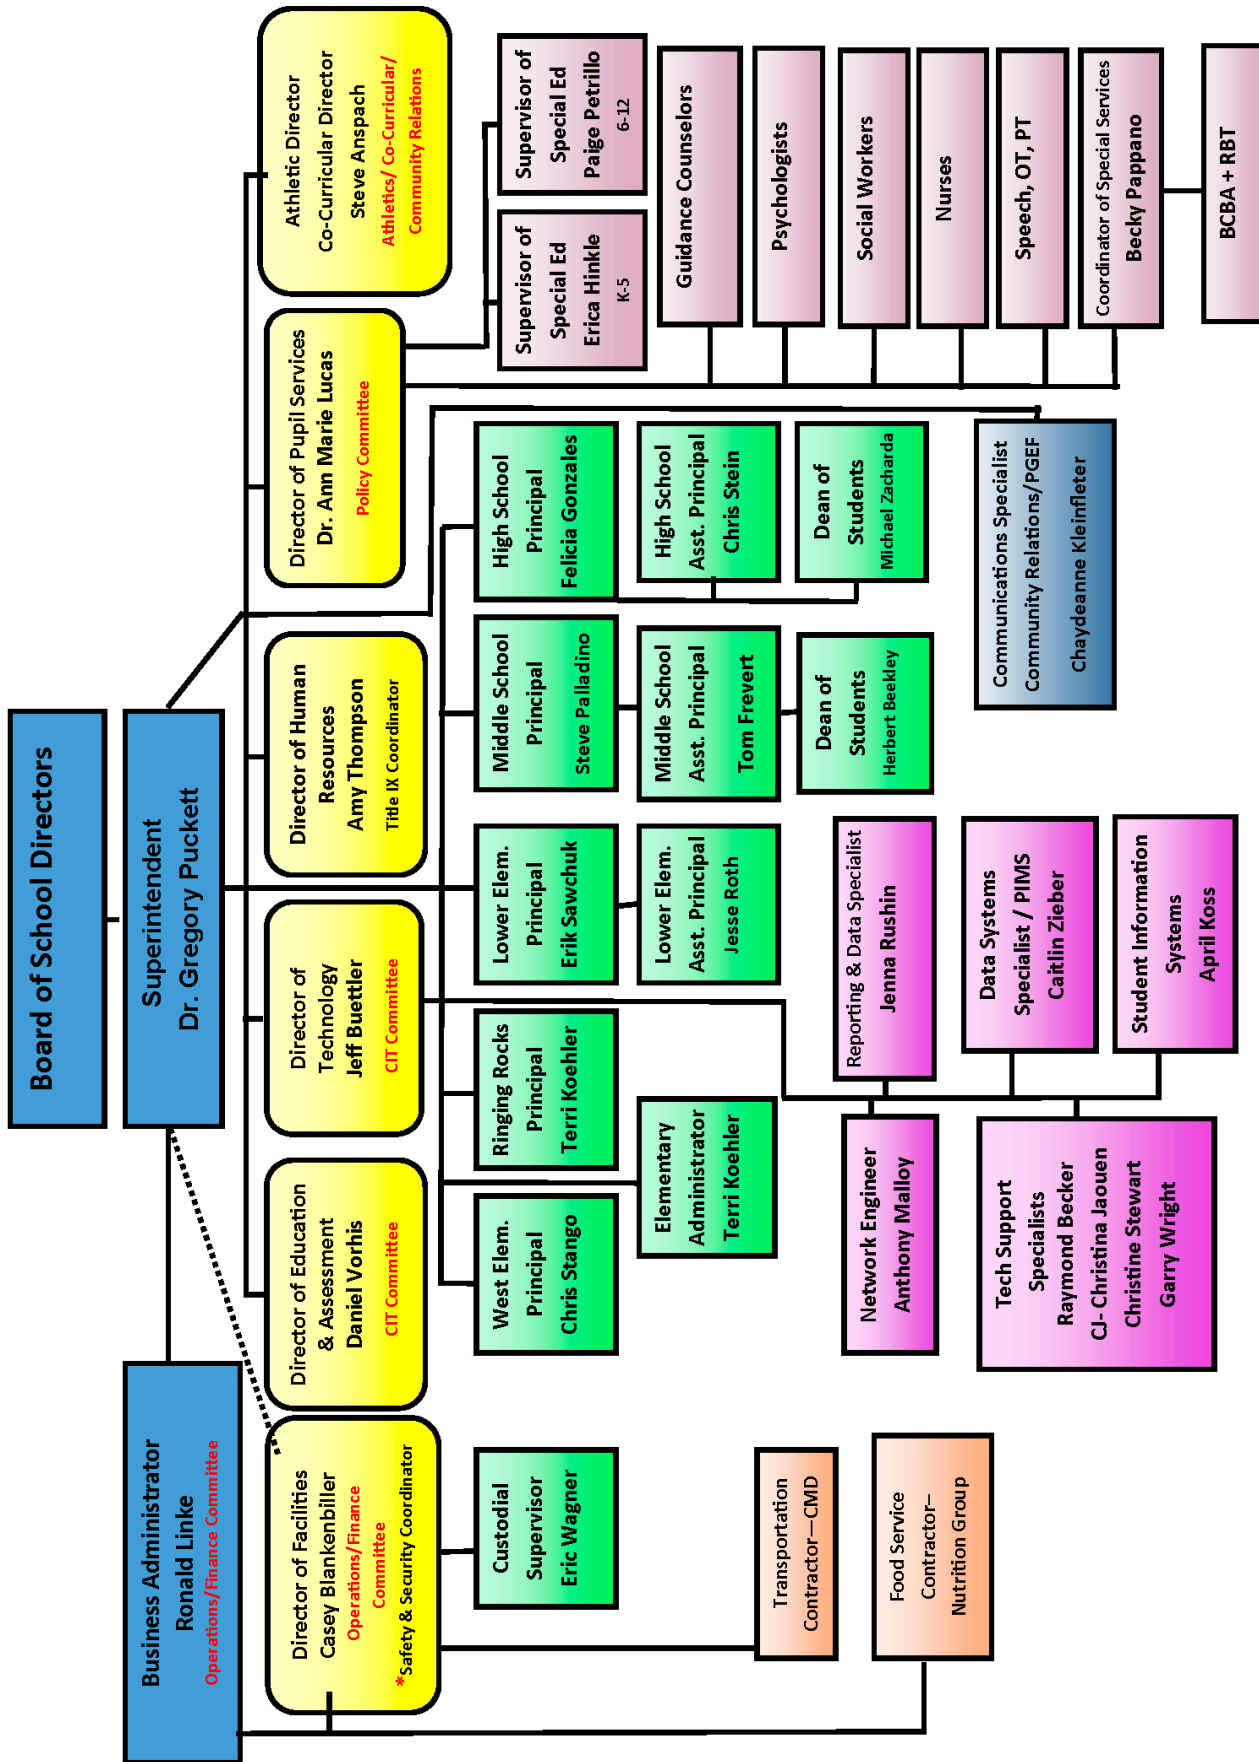 Board of School Directors
Superintendent
Dr. Gregory Puckett
Business Administrator
Ronald Linke
Operations/Finance Committee
Director of Facilities
Casey Blankenbiller
Operations/Finance
Committee
*Safety & Security Coordinator
Director of Education
& Assessment
Daniel Vorhis
CIT Committee
Director of
Technology
Jeff Buettler
CIT Committee
Director of Human
Resources
Amy Thompson
Title IX Coordinator
Director of Pupil Services
Dr. Ann Marie Lucas
Policy Committee
Athletic Director
Co-Curricular Director
Steve Anspach
Athletics/ Co-Curricular/
Community Relations
Custodial
Supervisor
Eric Wagner
West Elem.
Principal
Chris Stango
Ringing Rocks
Principal
Terri Koehler
Lower Elem.
Principal
Erik Sawchuk
Middle School
Principal
Steve Palladino
High School
Principal
Felicia Gonzales
Supervisor of
Special Ed
Erica Hinkle
K-5
Supervisor of
Special Ed
Paige Petrillo
6-12
Elementary
Administrator
Terri Koehler
Lower Elem.
Asst. Principal
Jesse Roth
Middle School
Asst. Principal
Tom Frevert
High School
Asst. Principal
Chris Stein
Guidance Counselors
Psychologists
Transportation
Contractor—CMD
Dean of
Students
Herbert Beekley
Dean of
Students
Michael Zacharda
Social Workers
Network Engineer
Anthony Malloy
Reporting & Data Specialist
Jenna Rushin
Nurses
Food Service
Contractor—
Nutrition Group
Tech Support
Specialists
Raymond Becker
CJ- Christina Jaouen
Christine Stewart
Garry Wright
Data Systems
Specialist / PIMS
Caitlin Zieber
Communications Specialist
Community Relations/PGEF
Chaydeanne Kleinfleter
Speech, OT, PT
Student Information
Systems
April Koss
Coordinator of Special Services
Becky Pappano
BCBA + RBT